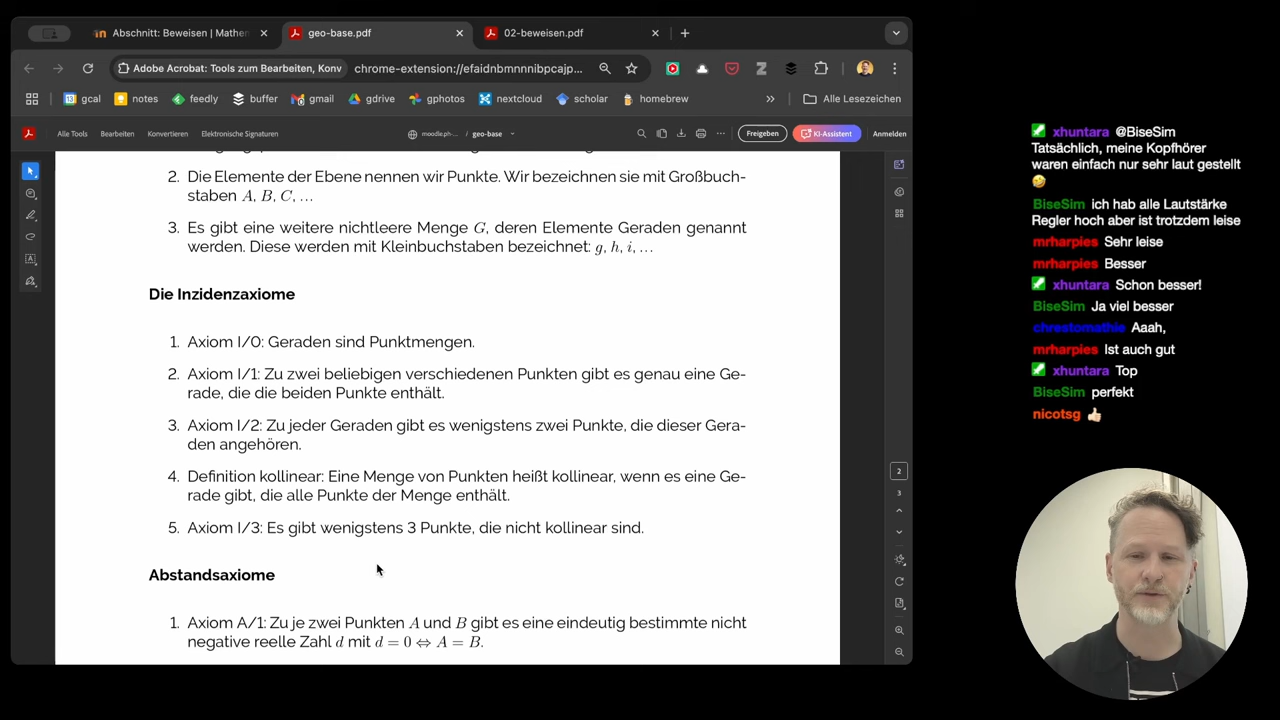 Abschnitt: Beweisen | Mather
geo-base.pdf
02-beweisen.pdf
Adobe Acrobat: Tools zum Bearbeiten, Konv
chrome-extension://efaidnbmnnnibpcajp...
gcal
notes
feedly
buffer
gmail
gdrive
gphotos
nextcloud
scholar
homebrew
Alle Lesezeichen
Alle Tools
Bearbeiten
Konvertieren
Elektronische Signaturen
moodle.ph-... / geo-base
Freigeben
KI-Assistent
Anmelden
2. Die Elemente der Ebene nennen wir Punkte. Wir bezeichnen sie mit Großbuch-
staben A, B, C, …
3. Es gibt eine weitere nichtleere Menge G, deren Elemente Geraden genannt
werden. Diese werden mit Kleinbuchstaben bezeichnet: g, h, i, …
Die Inzidenzaxiome
1. Axiom I/0: Geraden sind Punktmengen.
2. Axiom I/1: Zu zwei beliebigen verschiedenen Punkten gibt es genau eine Ge-
rade, die die beiden Punkte enthält.
3. Axiom I/2: Zu jeder Geraden gibt es wenigstens zwei Punkte, die dieser Gera-
den angehören.
4. Definition kollinear: Eine Menge von Punkten heißt kollinear, wenn es eine Ge-
rade gibt, die alle Punkte der Menge enthält.
5. Axiom I/3: Es gibt wenigstens 3 Punkte, die nicht kollinear sind.
Abstandsaxiome
1. Axiom A/1: Zu je zwei Punkten A und B gibt es eine eindeutig bestimmte nicht
negative reelle Zahl d mit d = 0 ⇔ A = B.
2
3
xhuntara @BiseSim
Tatsächlich, meine Kopfhörer
waren einfach nur sehr laut gestellt
🤣
BiseSim ich hab alle Lautstärke
Regler hoch aber ist trotzdem leise
mrharpies Sehr leise
mrharpies Besser
xhuntara Schon besser!
BiseSim Ja viel besser
chrestomathie Aaah,
mrharpies Ist auch gut
xhuntara Top
BiseSim perfekt
nicotsg 👍🏻